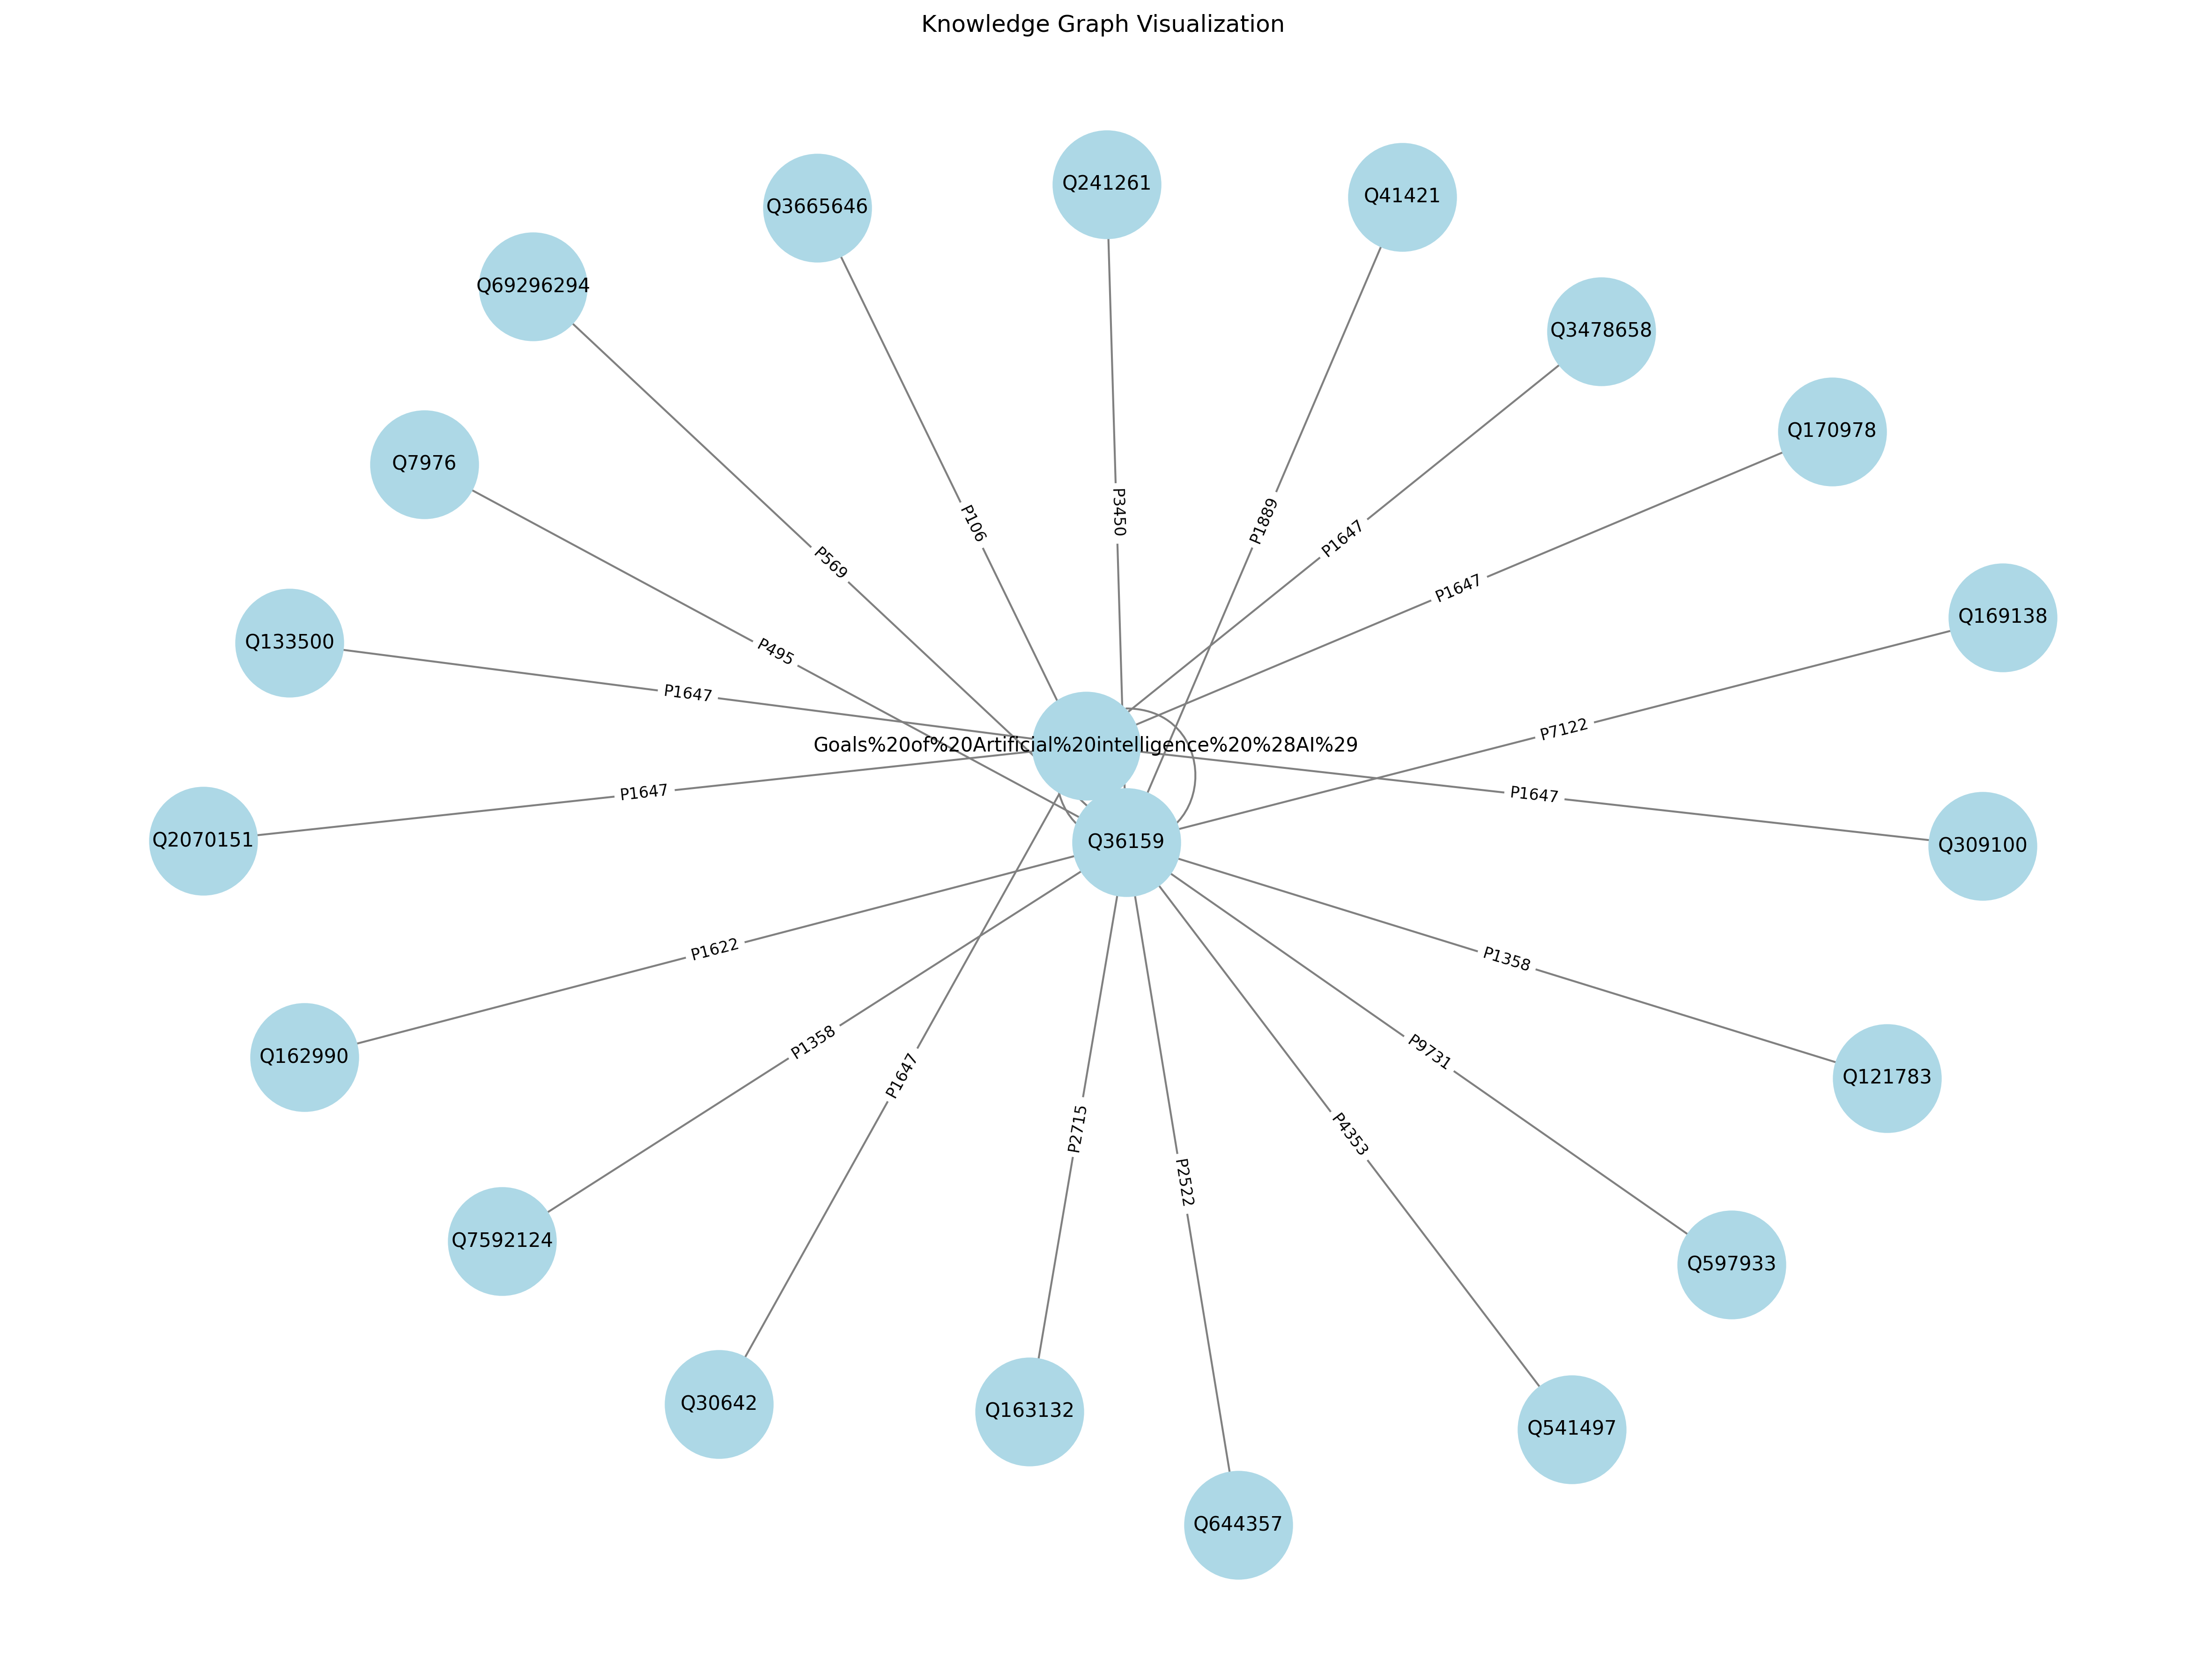 Knowledge Graph Visualization
Q241261
Q41421
Q3665646
Q69296294
Q3478658
Q170978
Q7976
P3450
P1889
P106
P1647
P569
P1647
Q169138
Q133500
P495
P1647
P7122
Goals%20of%20Artificial%20intelligence%20%28AI%29
P1647
P1647
Q2070151
Q36159
Q309100
P1622
P1358
Q162990
P1358
P9731
P1647
Q121783
P2715
P4353
P2522
Q7592124
Q597933
Q30642
Q163132
Q541497
Q644357